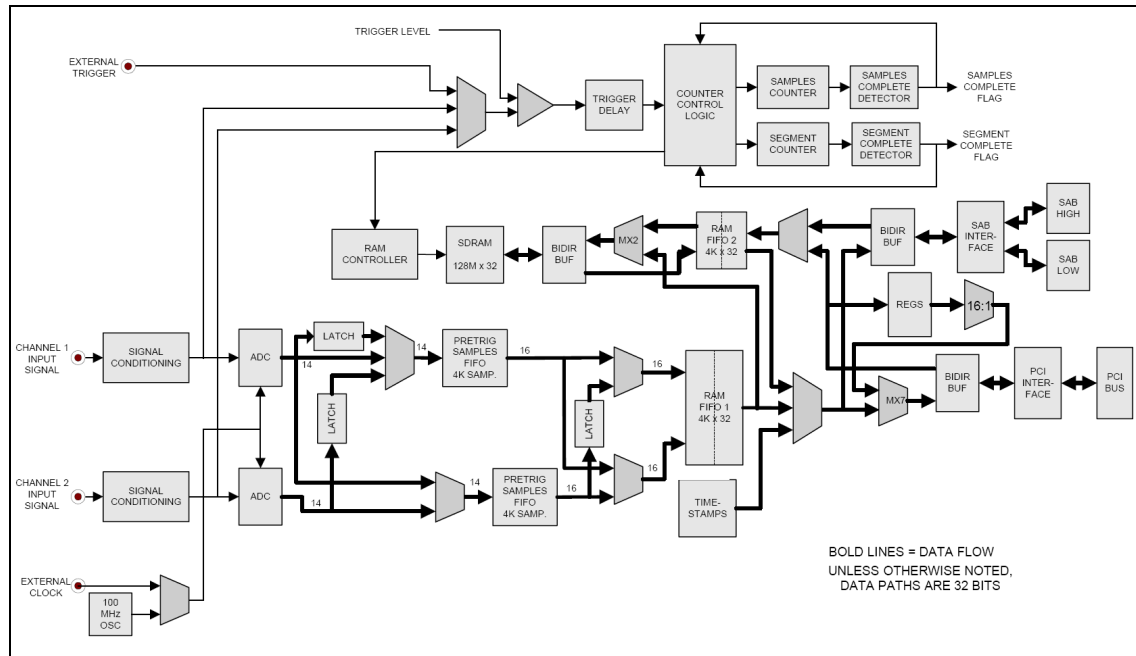 TRIGGER LEVEL
EXTERNAL
TRIGGER
TRIGGER
DELAY
COUNTER
CONTROL
LOGIC
SAMPLES
COUNTER
SAMPLES
COMPLETE
DETECTOR
SAMPLES
COMPLETE
FLAG
SEGMENT
COUNTER
SEGMENT
COMPLETE
DETECTOR
SEGMENT
COMPLETE
FLAG
RAM
CONTROLLER
SDRAM
128M x 32
BIDIR
BUF
MX2
RAM
FIFO 2
4K x 32
BIDIR
BUF
SAB
INTER-
FACE
SAB
HIGH
SAB
LOW
REGS
16:1
CHANNEL 1
INPUT
SIGNAL
SIGNAL
CONDITIONING
ADC
14
LATCH
14
PRETRIG
SAMPLES
FIFO
4K SAMP.
16
16
LATCH
LATCH
RAM
FIFO 1
4K x 32
MX7
BIDIR
BUF
PCI
INTER-
FACE
PCI
BUS
CHANNEL 2
INPUT
SIGNAL
SIGNAL
CONDITIONING
ADC
14
14
PRETRIG
SAMPLES
FIFO
4K SAMP.
16
16
TIME-
STAMPS
EXTERNAL
CLOCK
100
MHz
OSC
BOLD LINES = DATA FLOW
UNLESS OTHERWISE NOTED,
DATA PATHS ARE 32 BITS